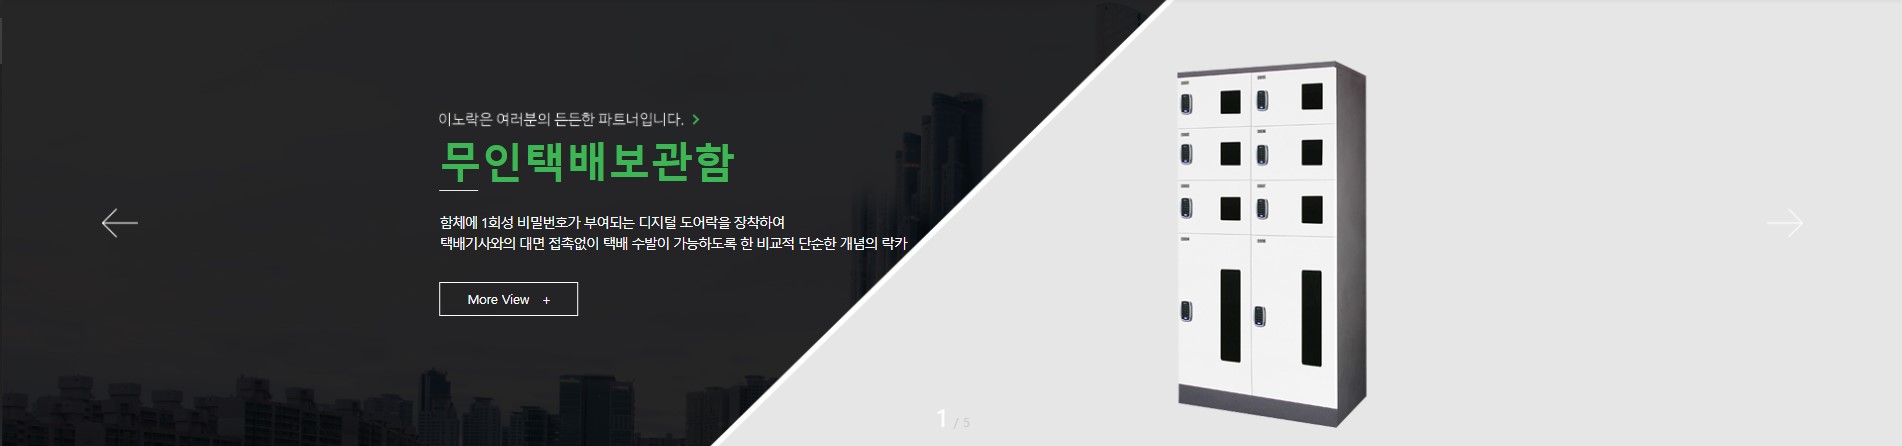 이노락은 여러분의 든든한 파트너입니다. >
무인택배보관함
함체에 1회성 비밀번호가 부여되는 디지털 도어락을 장착하여
택배기사와의 대면 접촉없이 택배 수발이 가능하도록 한 비교적 단순한 개념의 락카
More View +
1 / 5